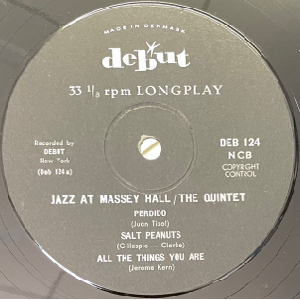 MADE IN DENMARK
debut
33 1/3 rpm LONGPLAY
Recorded by
DEBUT
New York
(Deb 124 a)
DEB 124
NCB
COPYRIGHT
CONTROL
JAZZ AT MASSEY HALL/THE QUINTET
PERDIDO
(Juan Tizol)
SALT PEANUTS
(Gillespie - Clarke)
ALL THE THINGS YOU ARE
(Jerome Kern)